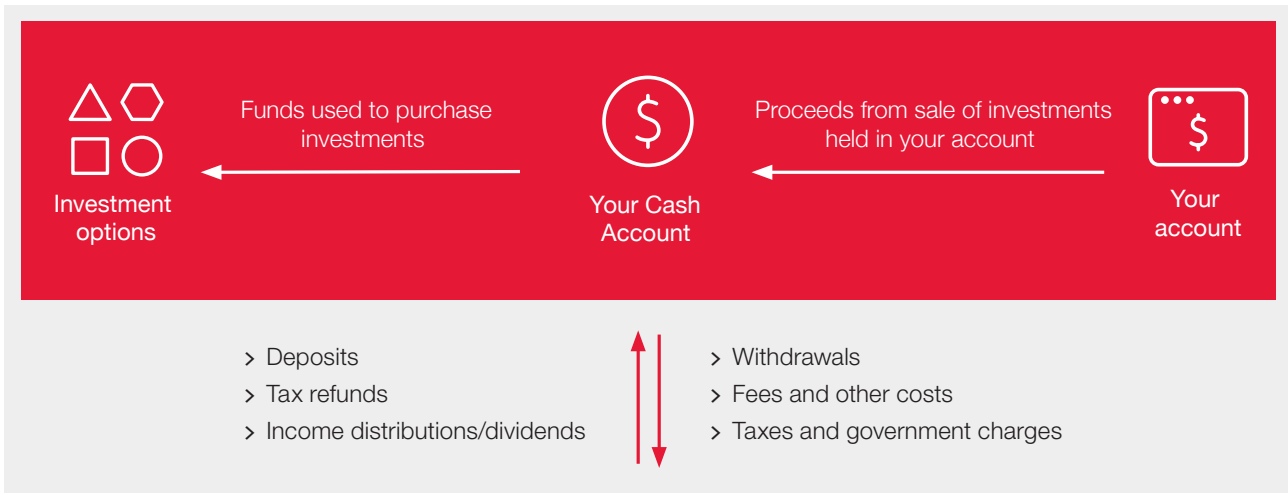 Funds used to purchase
investments
Proceeds from sale of investments
held in your account
$
$
Investment
options
Your Cash
Account
Your
account
> Deposits
> Tax refunds
> Income distributions/dividends
> Withdrawals
> Fees and other costs
> Taxes and government charges